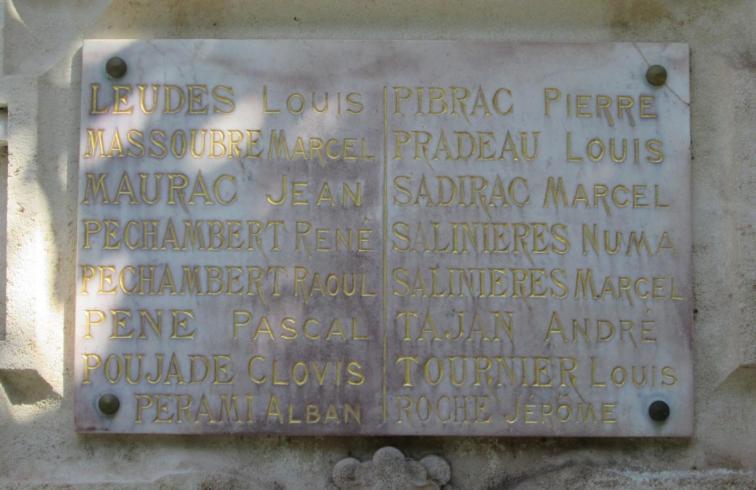 LEUDES LOUIS
MASSOUBRE MARCEL
MAURAC JEAN
PECHAMBERT RENÉ
PECHAMBERT RAOUL
PENE PASCAL
POUJADE CLOVIS
PERAMI ALBAN
PIBRAC PIERRE
PRADEAU LOUIS
SADIRAC MARCEL
SALINIERES NUMA
SALINIERES MARCEL
TAJAN ANDRÉ
TOURNIER LOUIS
ROCHE JÉRÔME